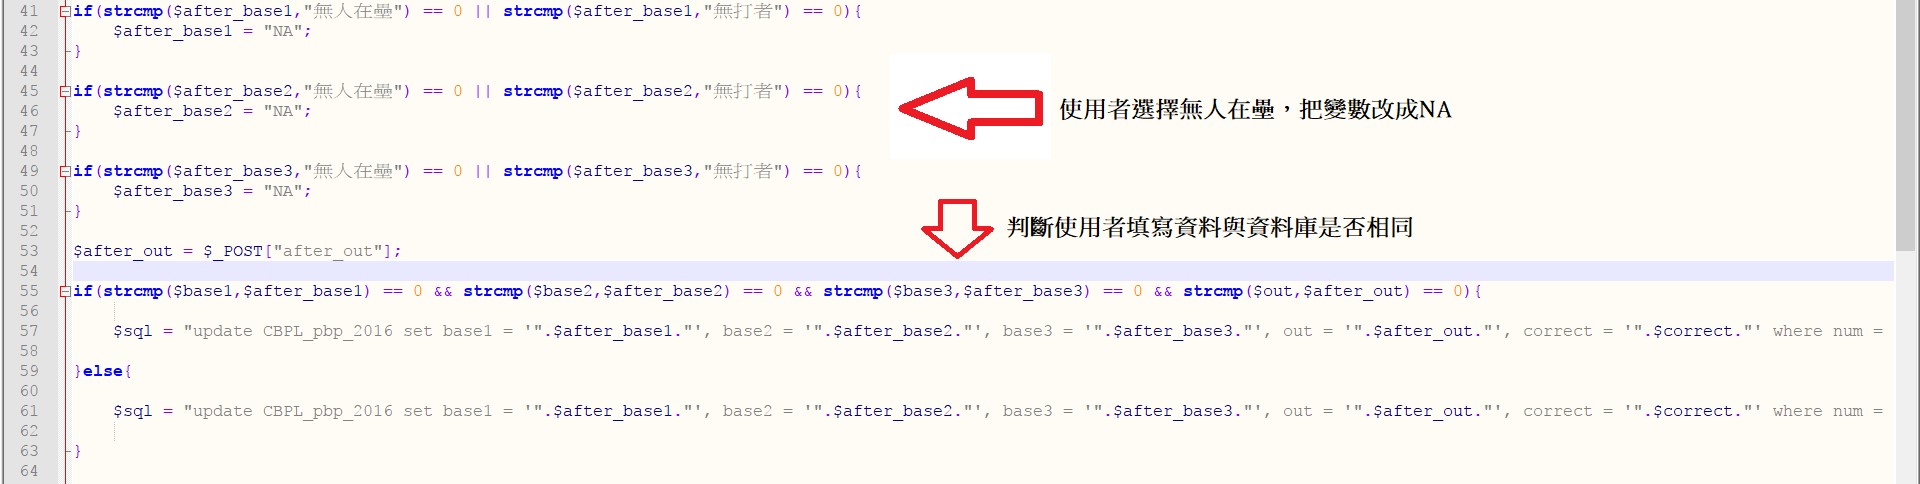 41 if(strcmp($after_base1,"無人在壘") == 0 || strcmp($after_base1,"無打者") == 0){
42 $after_base1 = "NA";
43 }
44
45 if(strcmp($after_base2,"無人在壘") == 0 || strcmp($after_base2,"無打者") == 0){
46 $after_base2 = "NA";
使用者選擇無人在壘，把變數改成NA
47 }
48
49 if(strcmp($after_base3,"無人在壘") == 0 || strcmp($after_base3,"無打者") == 0){
50 $after_base3 = "NA";
51 }
52
判斷使用者填寫資料與資料庫是否相同
53 $after_out = $_POST["after_out"];
54
55 if(strcmp($base1,$after_base1) == 0 && strcmp($base2,$after_base2) == 0 && strcmp($base3,$after_base3) == 0 && strcmp($out,$after_out) == 0){
56
57 $sql = "update CBPL_pbp_2016 set base1 = '".$after_base1."', base2 = '".$after_base2."', base3 = '".$after_base3."', out = '".$after_out."', correct = '".$correct."' where num =
58
59 }else{
60
61 $sql = "update CBPL_pbp_2016 set base1 = '".$after_base1."', base2 = '".$after_base2."', base3 = '".$after_base3."', out = '".$after_out."', correct = '".$correct."' where num =
62
63 }
64